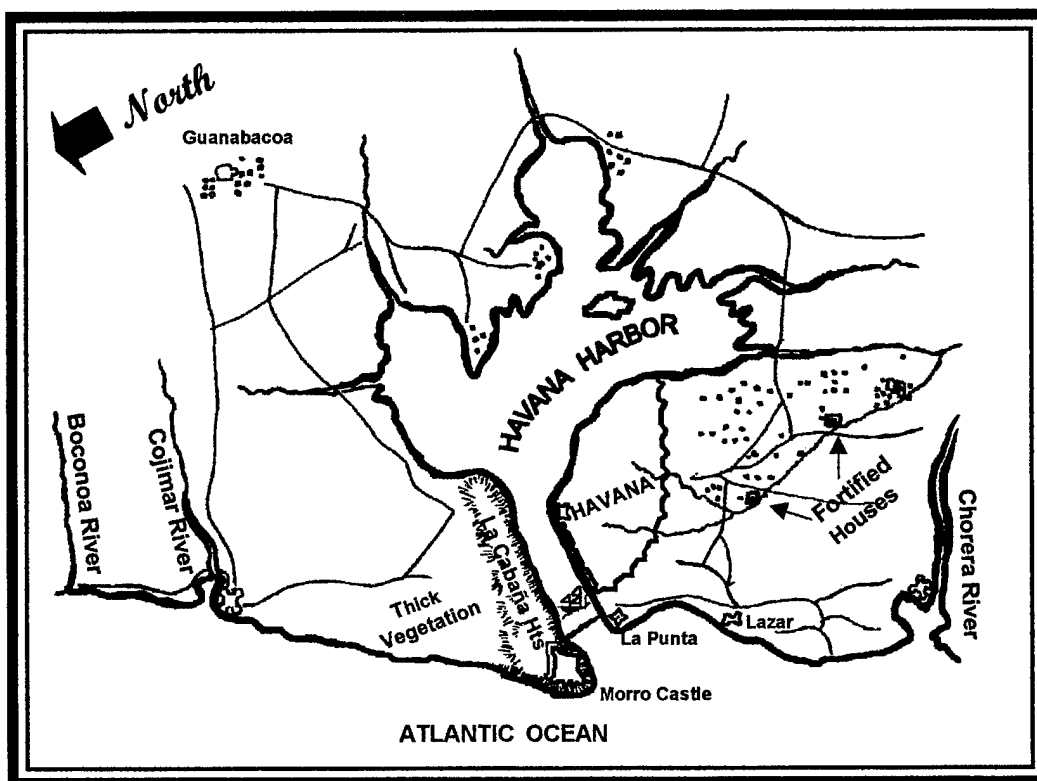 North
Guanabacoa
HAVANA HARBOR
Boconoa River
Cojimar River
HAVANA
Fortified
Houses
Chorera River
La Cabaña Hts
Thick
Vegetation
Lazar
La Punta
Morro Castle
ATLANTIC OCEAN